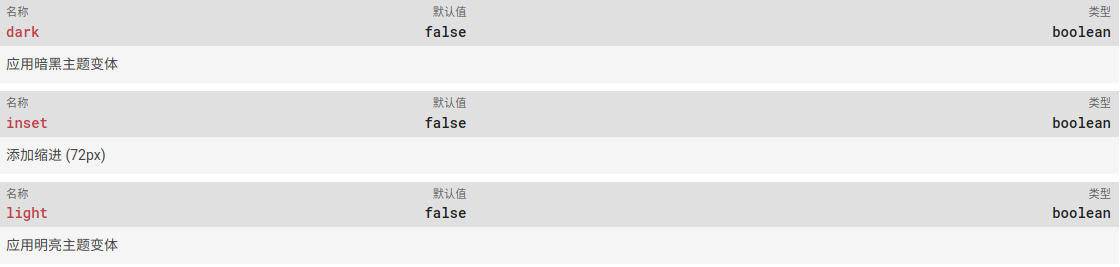 名称 默认值 类型
dark false boolean
应用暗黑主题变体
名称 默认值 类型
inset false boolean
添加缩进 (72px)
名称 默认值 类型
light false boolean
应用明亮主题变体